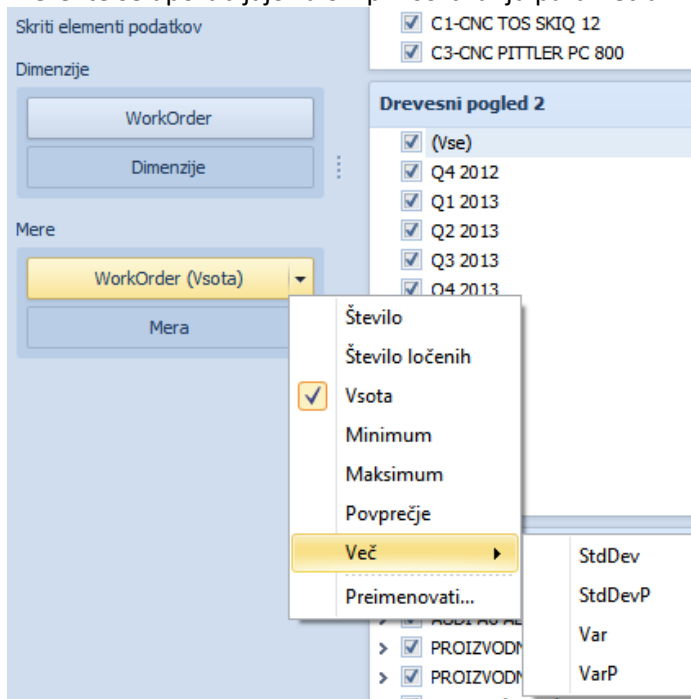 Skriti elementi podatkov
Dimenzije
WorkOrder
Dimenzije
Mere
WorkOrder (Vsota)
Mera
C1-CNC TOS SKIQ 12
C3-CNC PITTLER PC 800
Drevesni pogled 2
(Vse)
Q4 2012
Q1 2013
Q2 2013
Q3 2013
Q4 2013
Število
Število ločenih
Vsota
Minimum
Maksimum
Povprečje
Več
Preimenovati...
StdDev
StdDevP
Var
VarP
PROIZVODN
PROIZVODN